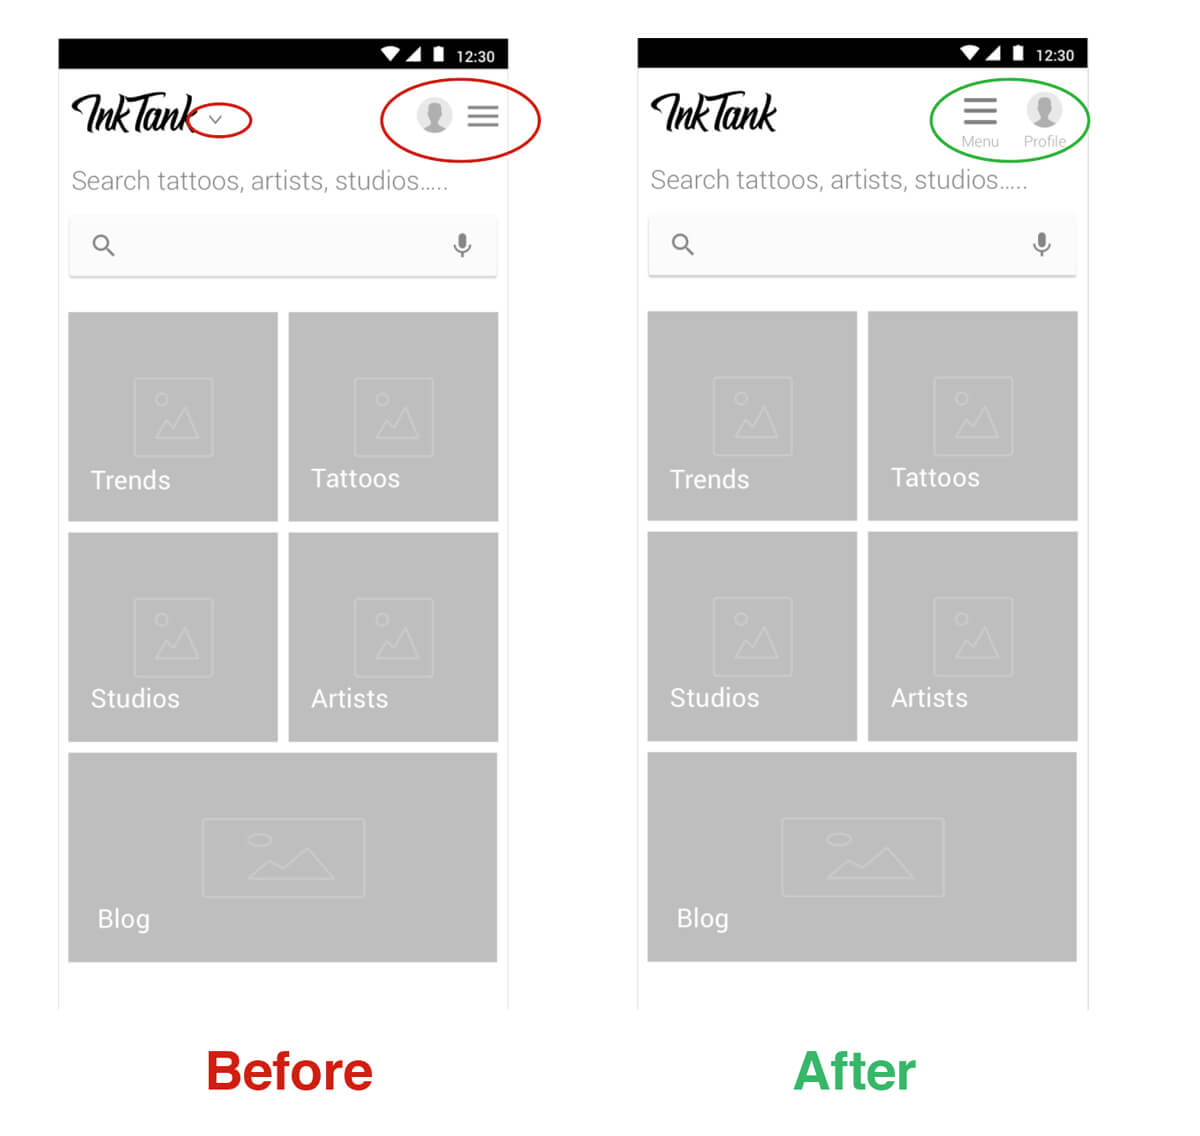 12:30
InkTank
Search tattoos, artists, studios.....
Trends
Tattoos
Studios
Artists
Blog
Before
12:30
InkTank
Menu
Profile
Search tattoos, artists, studios.....
Trends
Tattoos
Studios
Artists
Blog
After